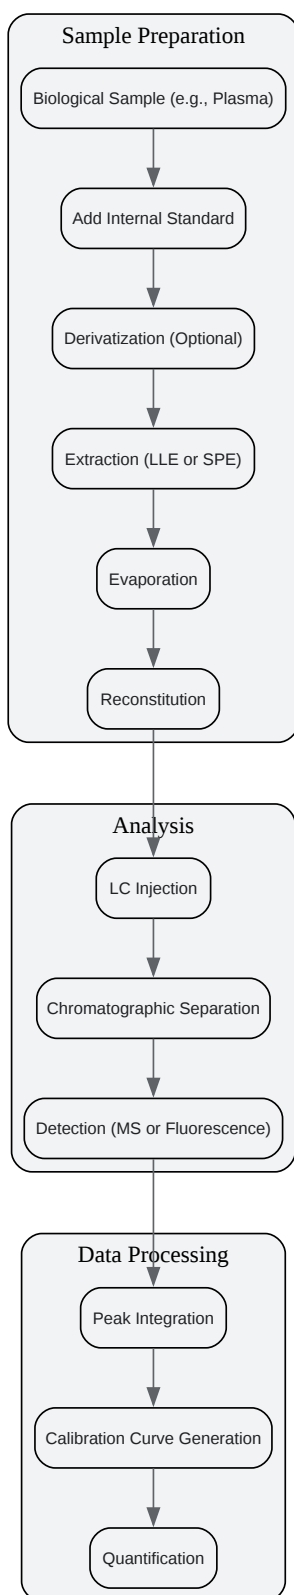 Sample Preparation
Biological Sample (e.g., Plasma)
Add Internal Standard
Derivatization (Optional)
Extraction (LLE or SPE)
Evaporation
Reconstitution
Analysis
LC Injection
Chromatographic Separation
Detection (MS or Fluorescence)
Data Processing
Peak Integration
Calibration Curve Generation
Quantification